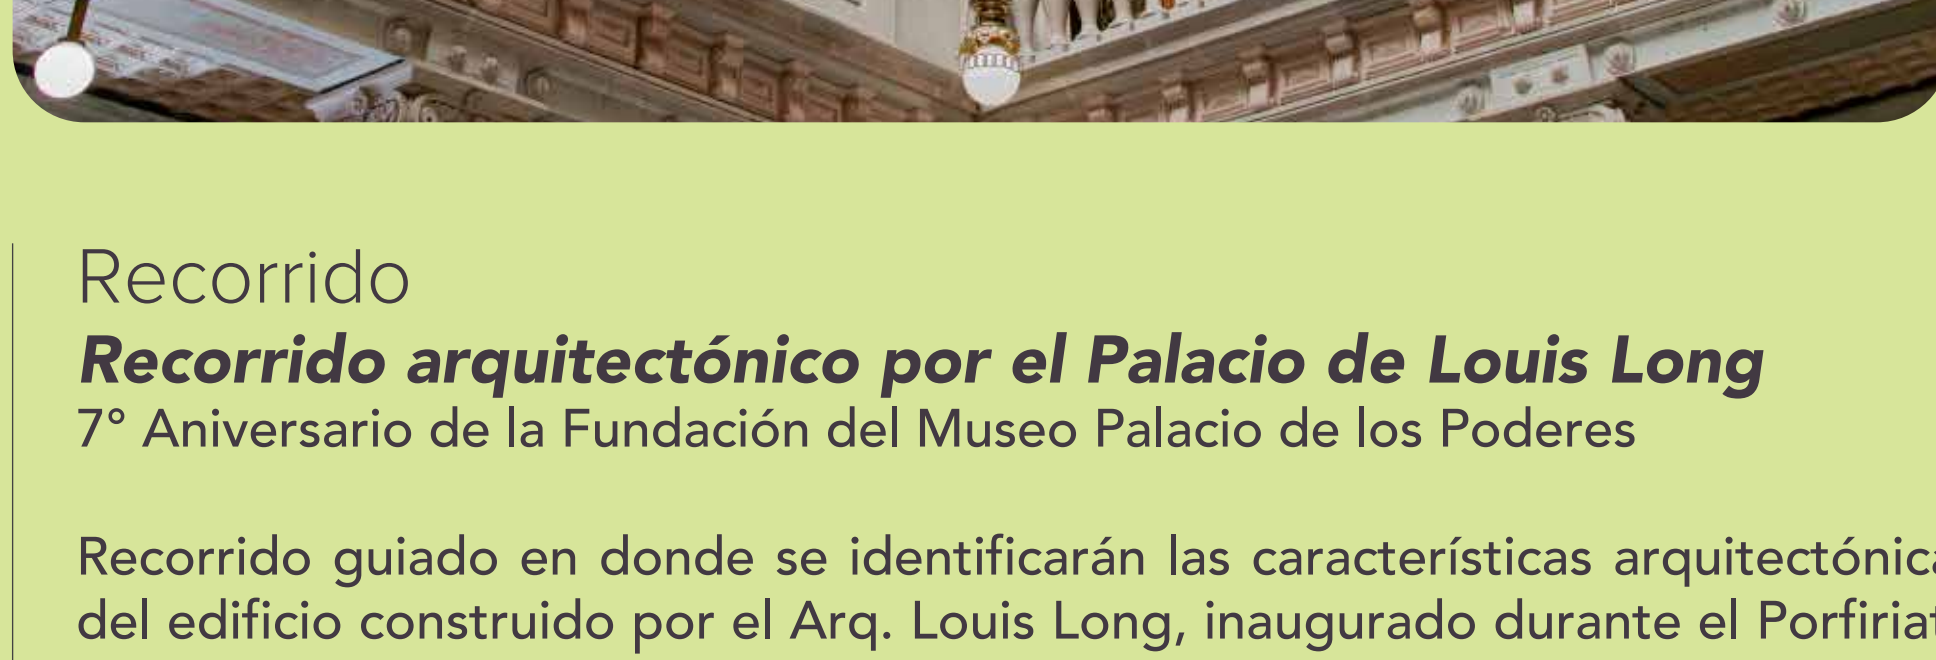 Recorrido
Recorrido arquitectónico por el Palacio de Louis Long
7° Aniversario de la Fundación del Museo Palacio de los Poderes
Recorrido guiado en donde se identificarán las características
del edificio construido por el Arq. Louis Long, inaugurado durante el